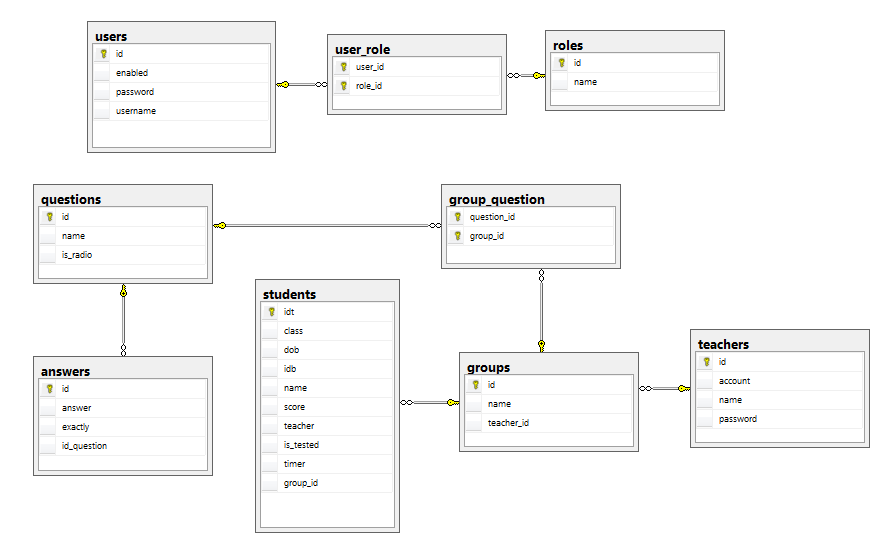 users
id
enabled
password
username
user_role
user_id
role_id
roles
id
name
questions
id
name
is_radio
group_question
question_id
group_id
students
idt
class
dob
idb
name
score
teacher
is_tested
timer
group_id
answers
id
answer
exactly
id_question
groups
id
name
teacher_id
teachers
id
account
name
password